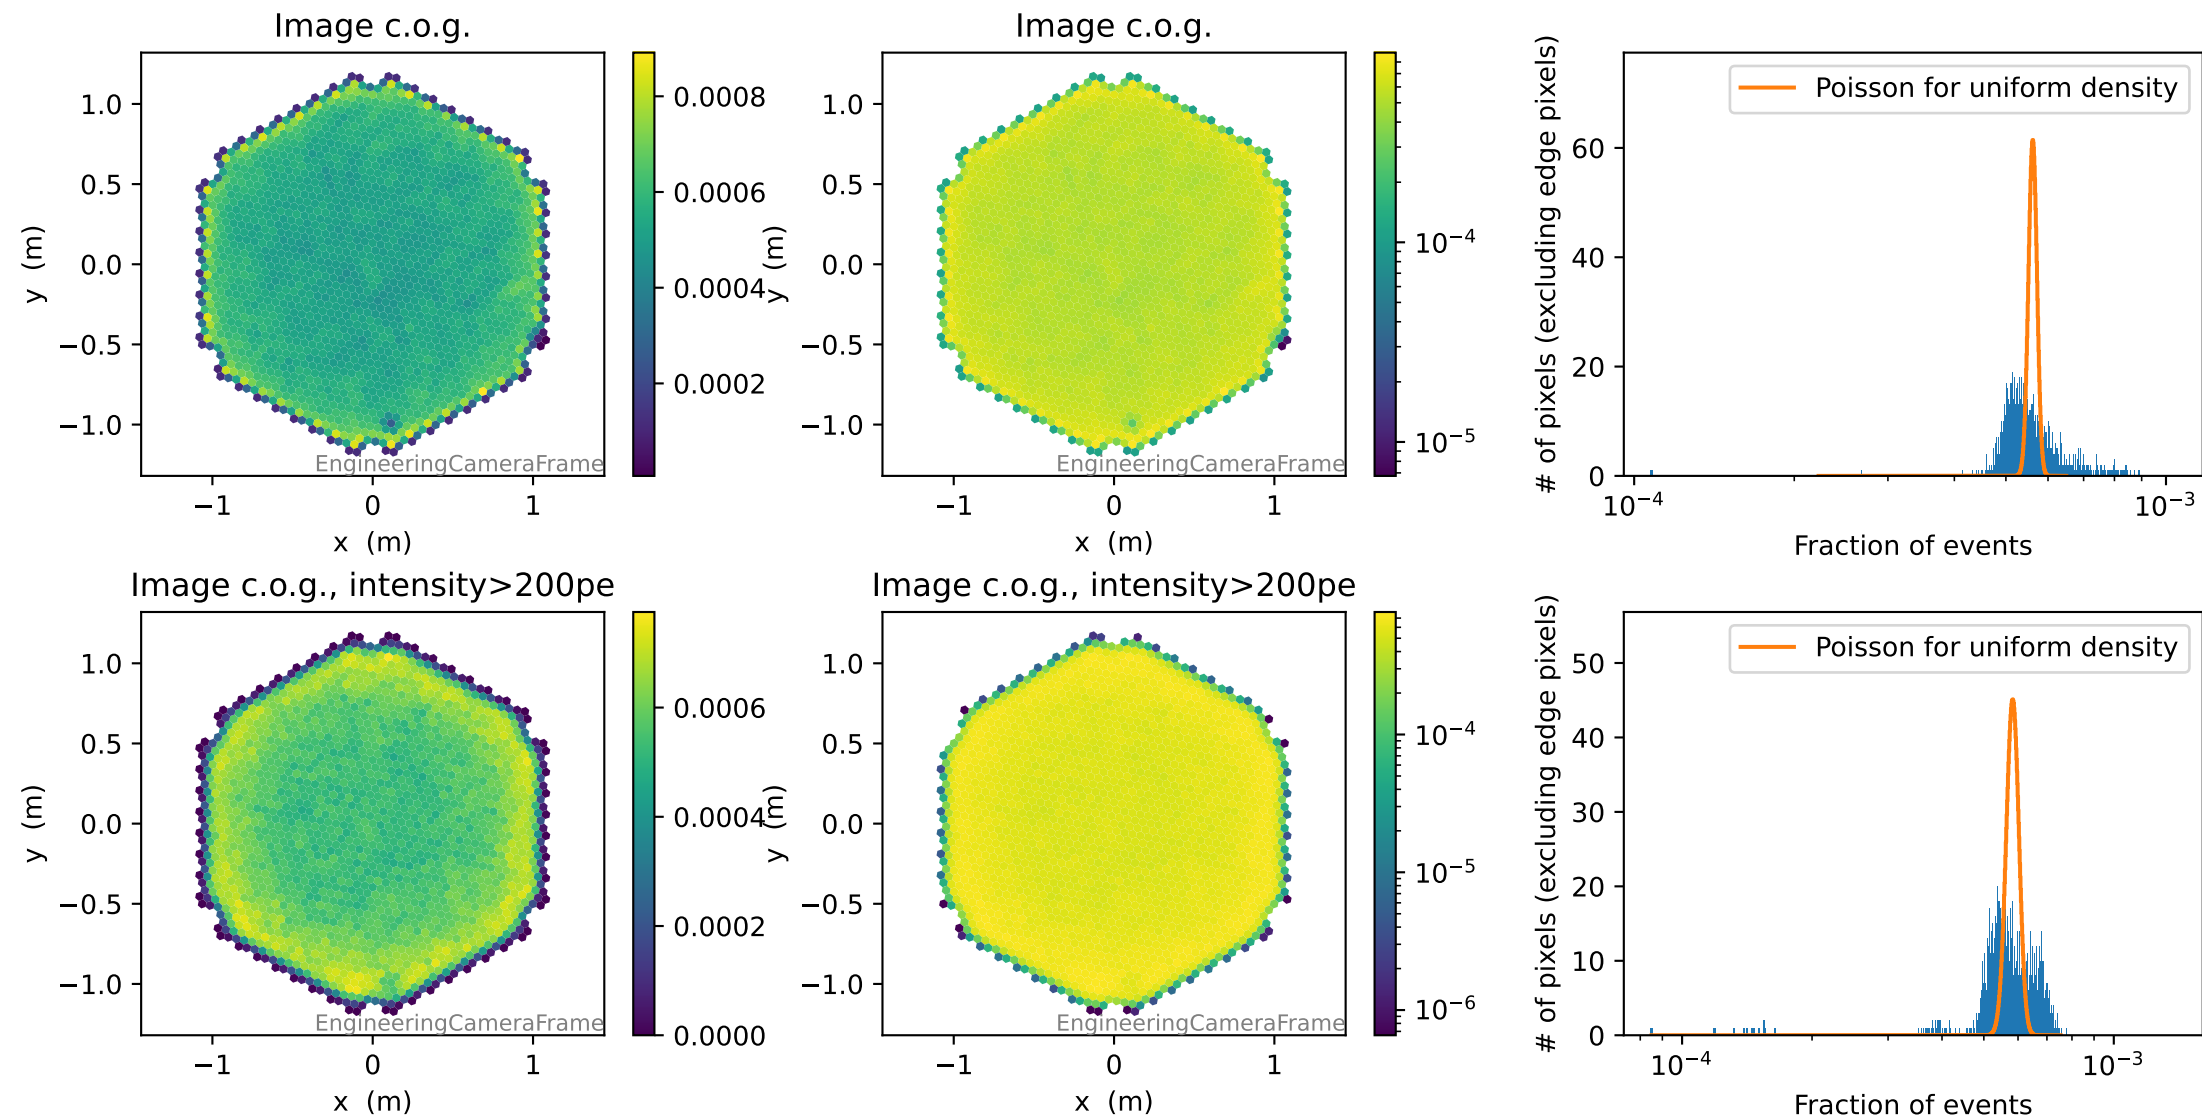 Image c.o.g.
1.0
0.5
0.0
−0.5
−1.0
y (m)
−1
0
1
x (m)
EngineeringCameraFrame
0.0008
0.0006
0.0004
0.0002
Image c.o.g.
1.0
0.5
0.0
−0.5
−1.0
y (m)
−1
0
1
x (m)
EngineeringCameraFrame
10⁻⁴
10⁻⁵
# of pixels (excluding edge pixels)
60
40
20
0
Poisson for uniform density
10⁻⁴
10⁻³
Fraction of events
Image c.o.g., intensity>200pe
1.0
0.5
0.0
−0.5
−1.0
y (m)
−1
0
1
x (m)
EngineeringCameraFrame
0.0006
0.0004
0.0002
0.0000
Image c.o.g., intensity>200pe
1.0
0.5
0.0
−0.5
−1.0
y (m)
−1
0
1
x (m)
EngineeringCameraFrame
10⁻⁴
10⁻⁵
10⁻⁶
# of pixels (excluding edge pixels)
50
40
30
20
10
0
Poisson for uniform density
10⁻⁴
10⁻³
Fraction of events